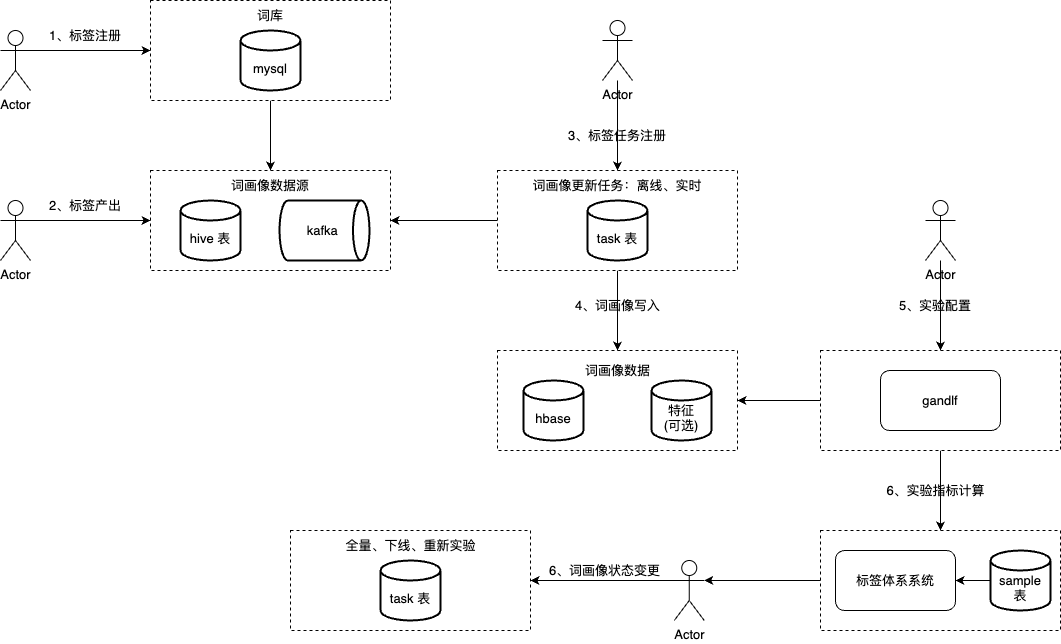 词库
mysql
1、标签注册
Actor
Actor
3、标签任务注册
词画像数据源
hive 表
kafka
2、标签产出
Actor
词画像更新任务：离线、实时
task 表
Actor
4、词画像写入
5、实验配置
词画像数据
hbase
特征
(可选)
gandlf
6、实验指标计算
全量、下线、重新实验
task 表
6、词画像状态变更
Actor
标签体系系统
sample
表